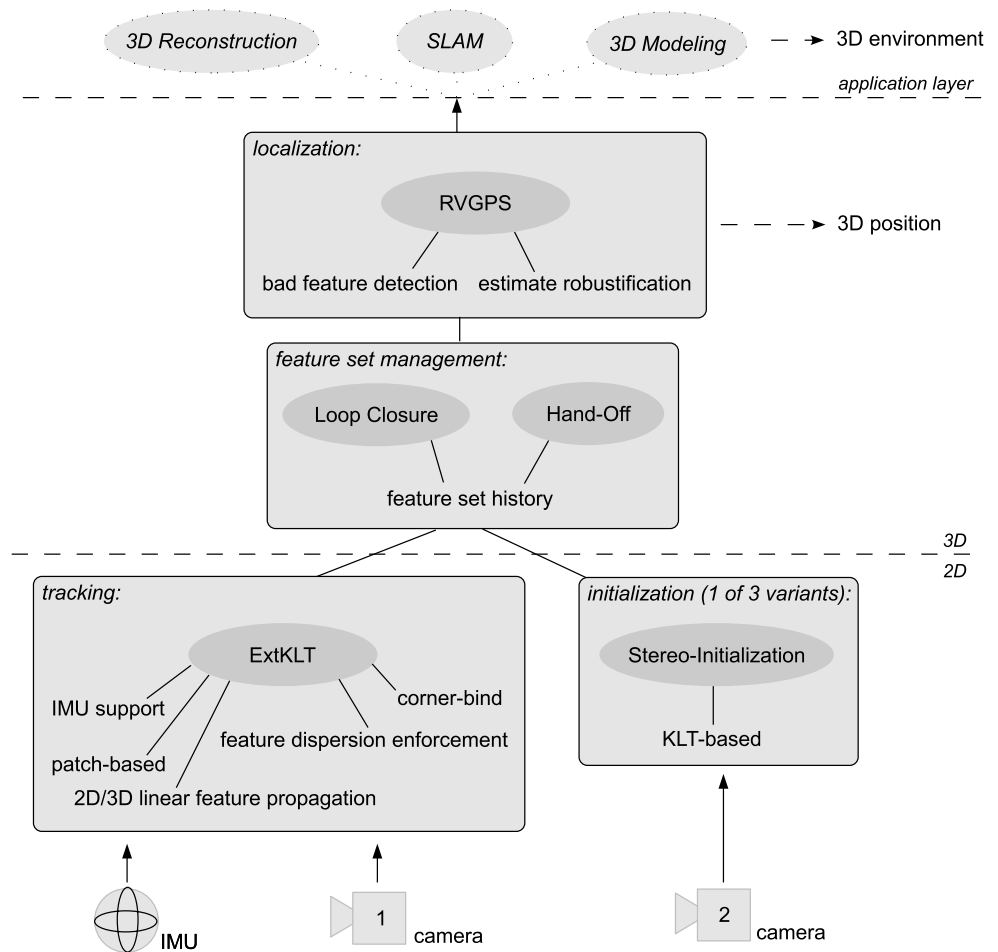 3D Reconstruction
SLAM
3D Modeling
3D environment
application layer
localization:
RVGPS
3D position
bad feature detection
estimate robustification
feature set management:
Loop Closure
Hand-Off
feature set history
3D
2D
tracking:
ExtKLT
IMU support
corner-bind
patch-based
feature dispersion enforcement
2D/3D linear feature propagation
initialization (1 of 3 variants):
Stereo-Initialization
KLT-based
IMU
1
camera
2
camera